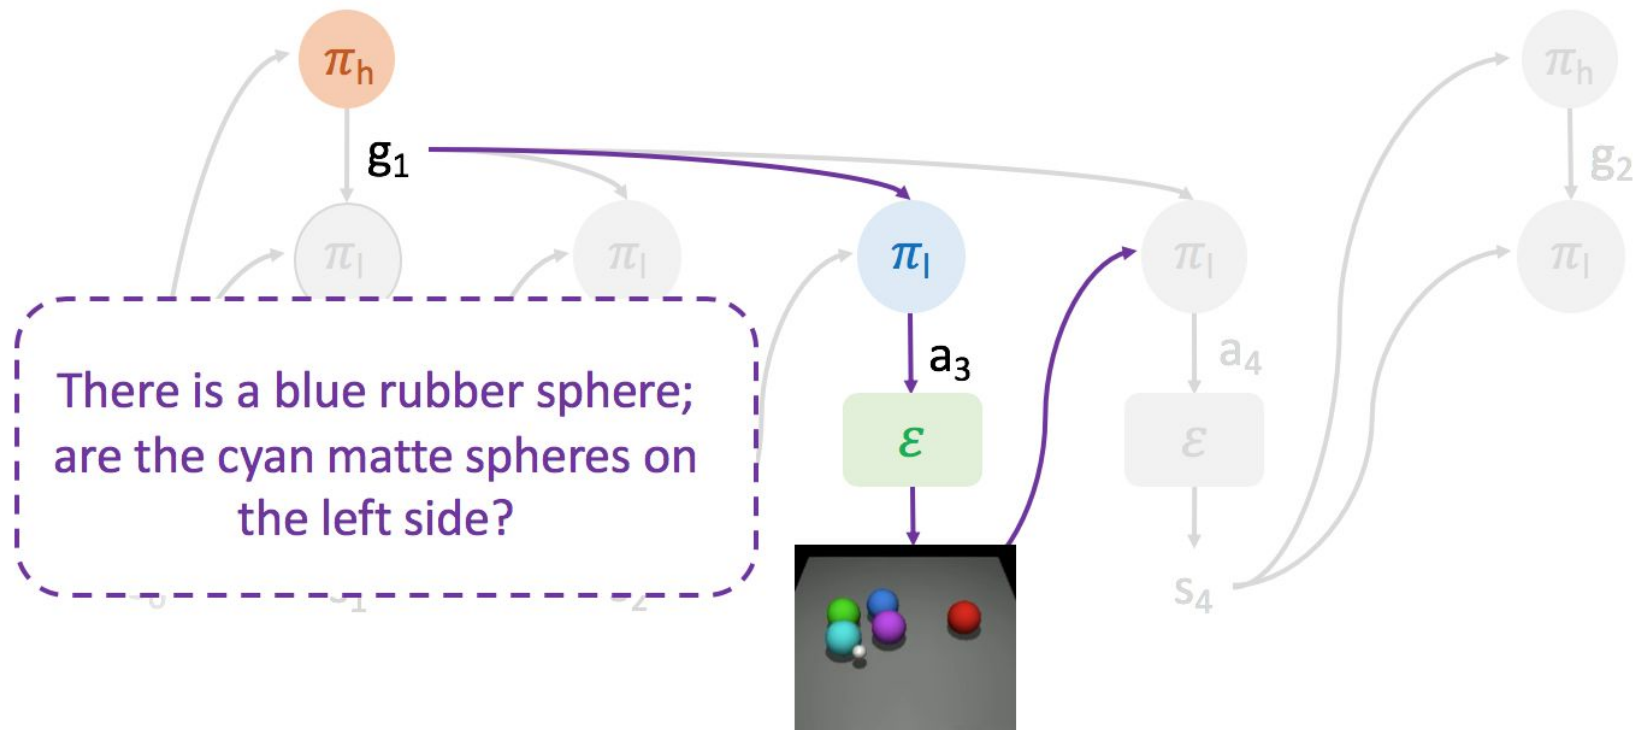 πh
πh
g1
g2
πl
πl
πl
πl
πl
There is a blue rubber sphere;
are the cyan matte spheres on
the left side?
a3
a4
ε
ε
s4